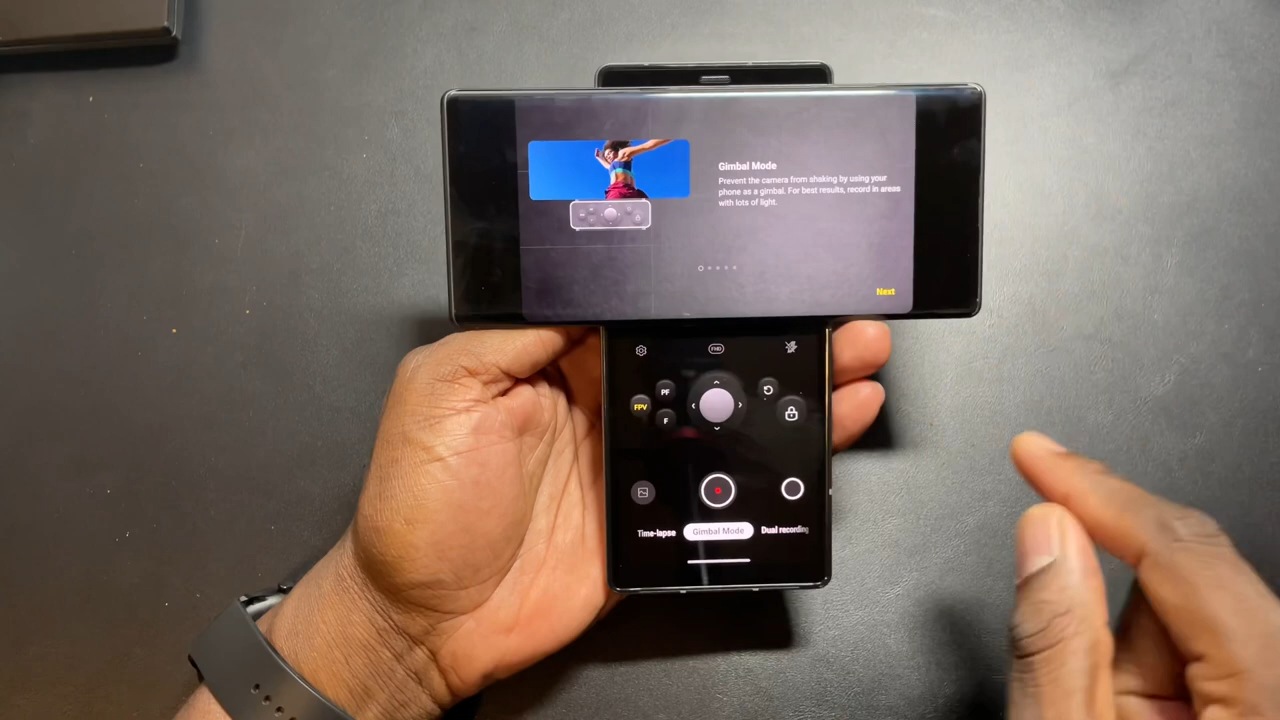 Gimbal Mode
Prevent the camera from shaking by using your
phone as a gimbal. For best results, record in areas
with lots of light.
Next
FHD
PF
FPV
F
Time-lapse Gimbal Mode Dual recording